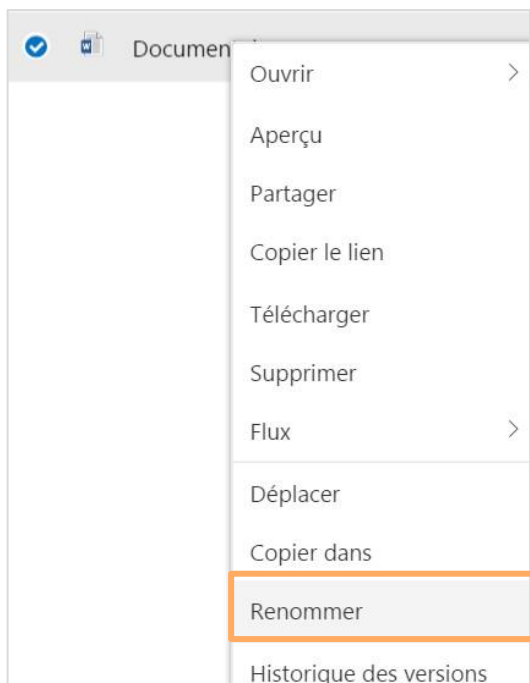 Documen
Ouvrir
Aperçu
Partager
Copier le lien
Télécharger
Supprimer
Flux
Déplacer
Copier dans
Renommer
Historique des versions